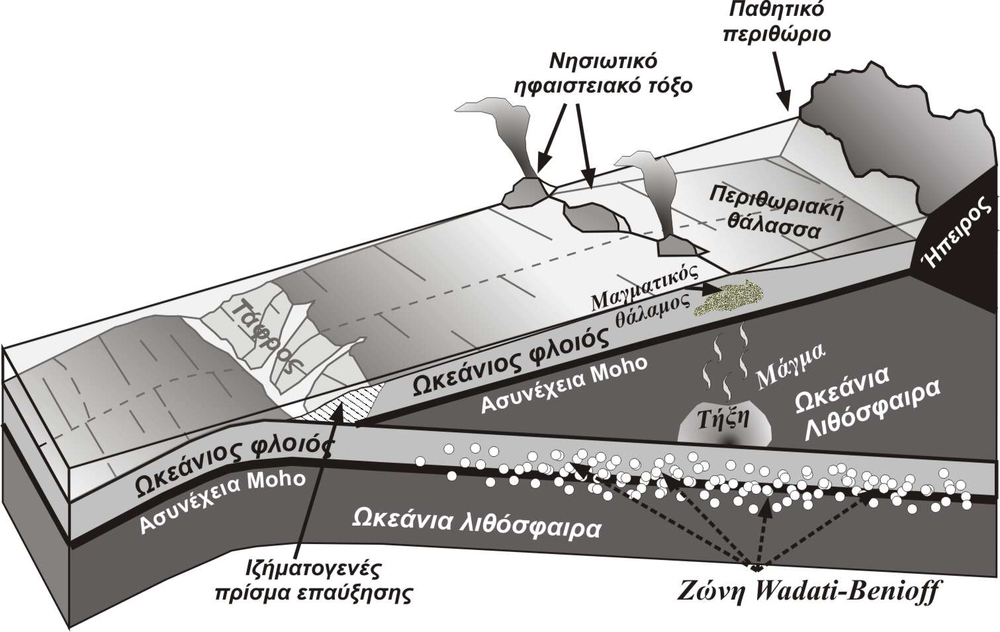 Παθητικό
περιθώριο
Νησιωτικό
ηφαιστειακό τόξο
Περιθωριακή
θάλασσα
Ήπειρος
Τάφρος
Μαγματικός
θάλαμος
Ωκεάνιος φλοιός
Ασυνέχεια Moho
Μάγμα
Ωκεάνια
Λιθόσφαιρα
Τήξη
Ωκεάνιος φλοιός
Ασυνέχεια Moho
Ωκεάνια λιθόσφαιρα
Ιζήματογενές
πρίσμα επαύξησης
Ζώνη Wadati-Benioff